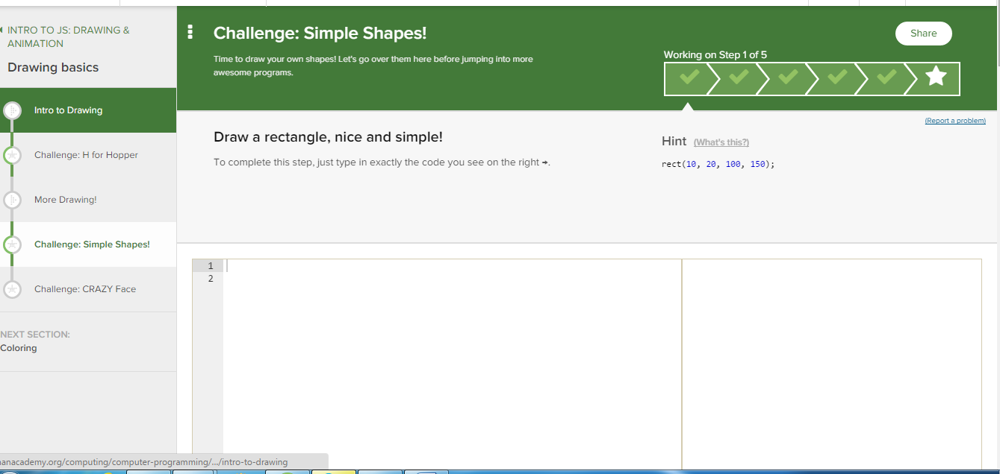 INTRO TO JS: DRAWING &
ANIMATION
Drawing basics
Intro to Drawing
Challenge: H for Hopper
More Drawing!
Challenge: Simple Shapes!
Challenge: CRAZY Face
NEXT SECTION:
Coloring
Challenge: Simple Shapes!
Time to draw your own shapes! Let's go over them here before jumping into more
awesome programs.
Share
Working on Step 1 of 5
(Report a problem)
Draw a rectangle, nice and simple!
To complete this step, just type in exactly the code you see on the right ➔.
Hint (What's this?)
rect(10, 20, 100, 150);
1
2
anacademy.org/computing/computer-programming/.../intro-to-drawing